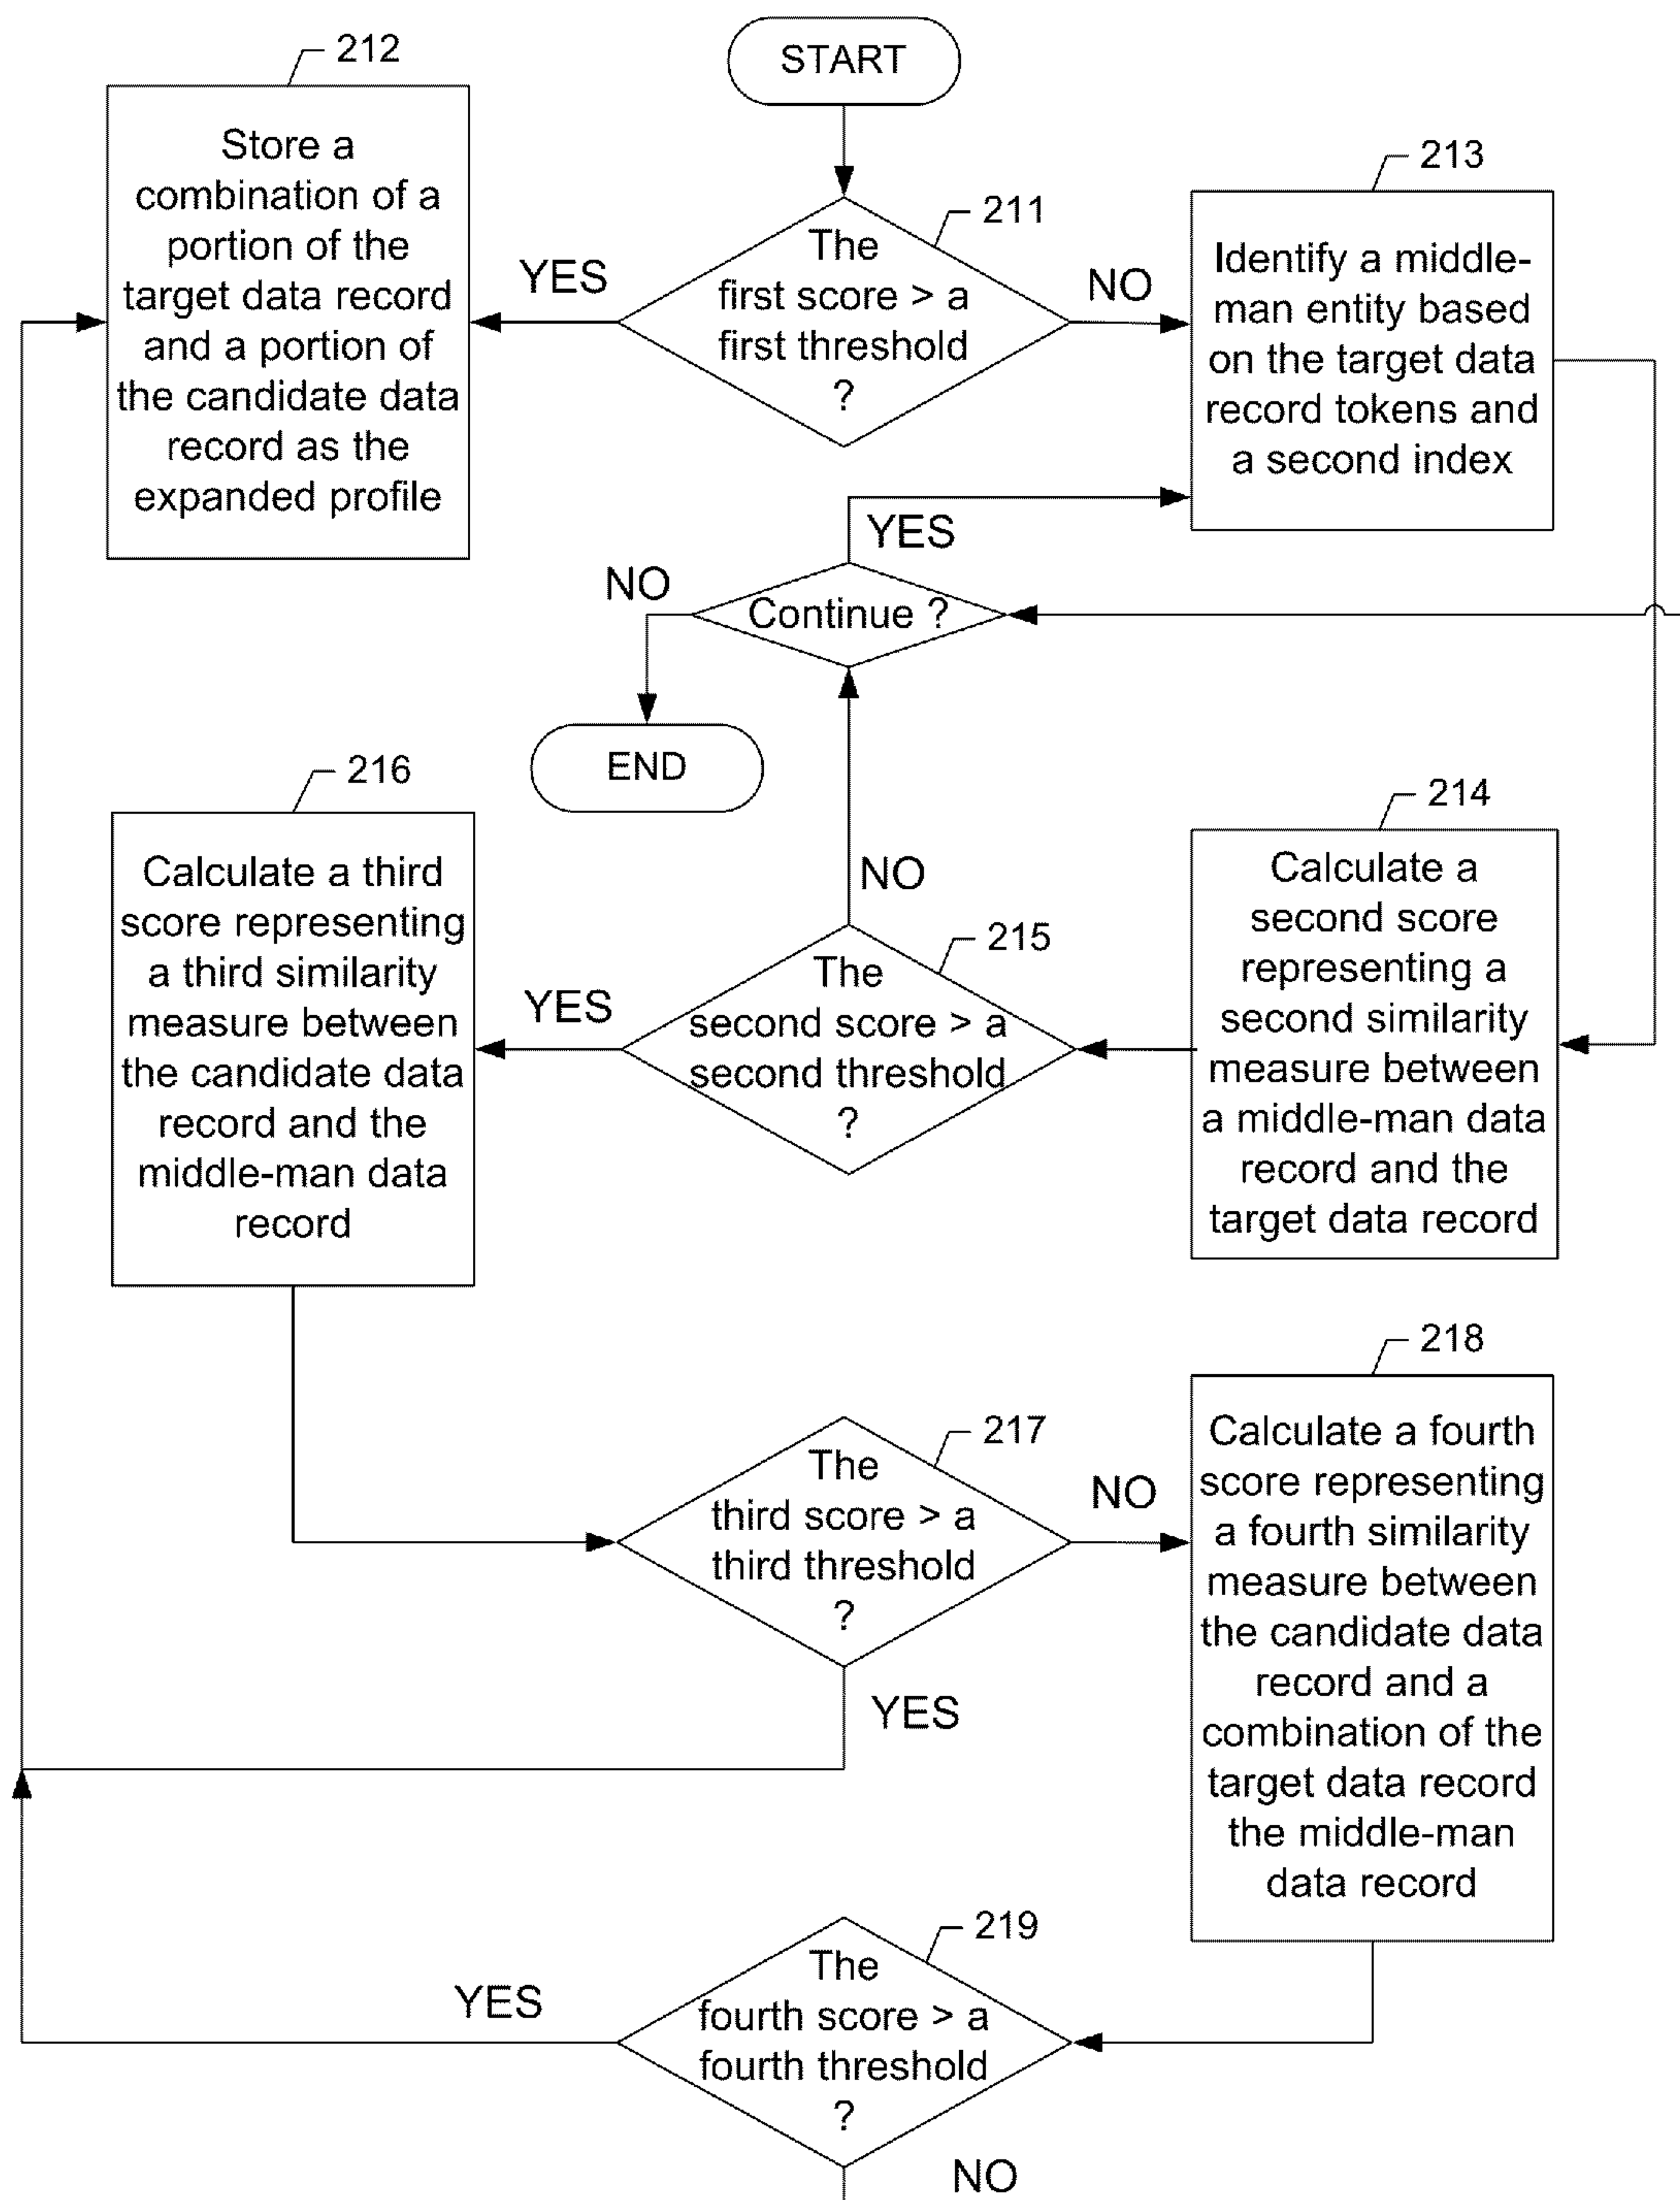 START
212
Store a
combination of a
portion of the
target data record
and a portion of
the candidate data
record as the
expanded profile
211
The
first score > a
first threshold
?
YES
NO
213
Identify a middle-
man entity based
on the target data
record tokens and
a second index
YES
NO
Continue ?
END
214
Calculate a
second score
representing a
second similarity
measure between
a middle-man data
record and the
target data record
NO
215
The
second score > a
second threshold
?
YES
216
Calculate a third
score representing
a third similarity
measure between
the candidate data
record and the
middle-man data
record
217
The
third score > a
third threshold
?
NO
YES
218
Calculate a fourth
score representing
a fourth similarity
measure between
the candidate data
record and a
combination of the
target data record
the middle-man
data record
219
The
fourth score > a
fourth threshold
?
YES
NO